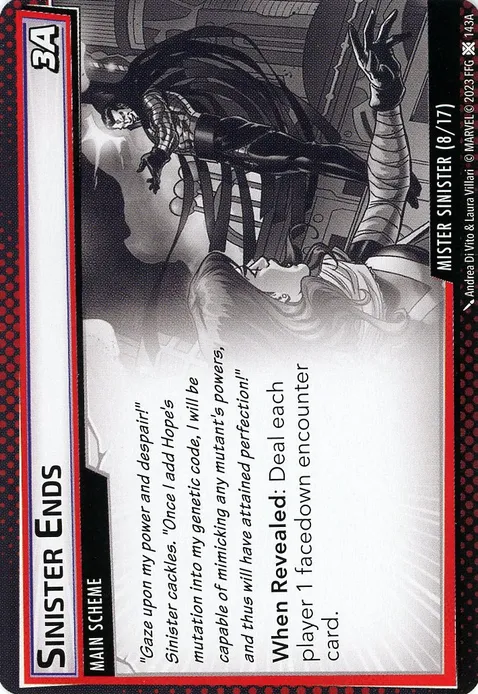 SINISTER ENDS
3A
MAIN SCHEME
"Gaze upon my power and despair!"
Sinister cackles. "Once I add Hope's
mutation into my genetic code, I will be
capable of mimicking any mutant's powers,
and thus will have attained perfection!"
When Revealed: Deal each
player 1 facedown encounter
card.
MISTER SINISTER (8/17)
Andrea Di Vito & Laura Villari © MARVEL © 2023 FFG 143A